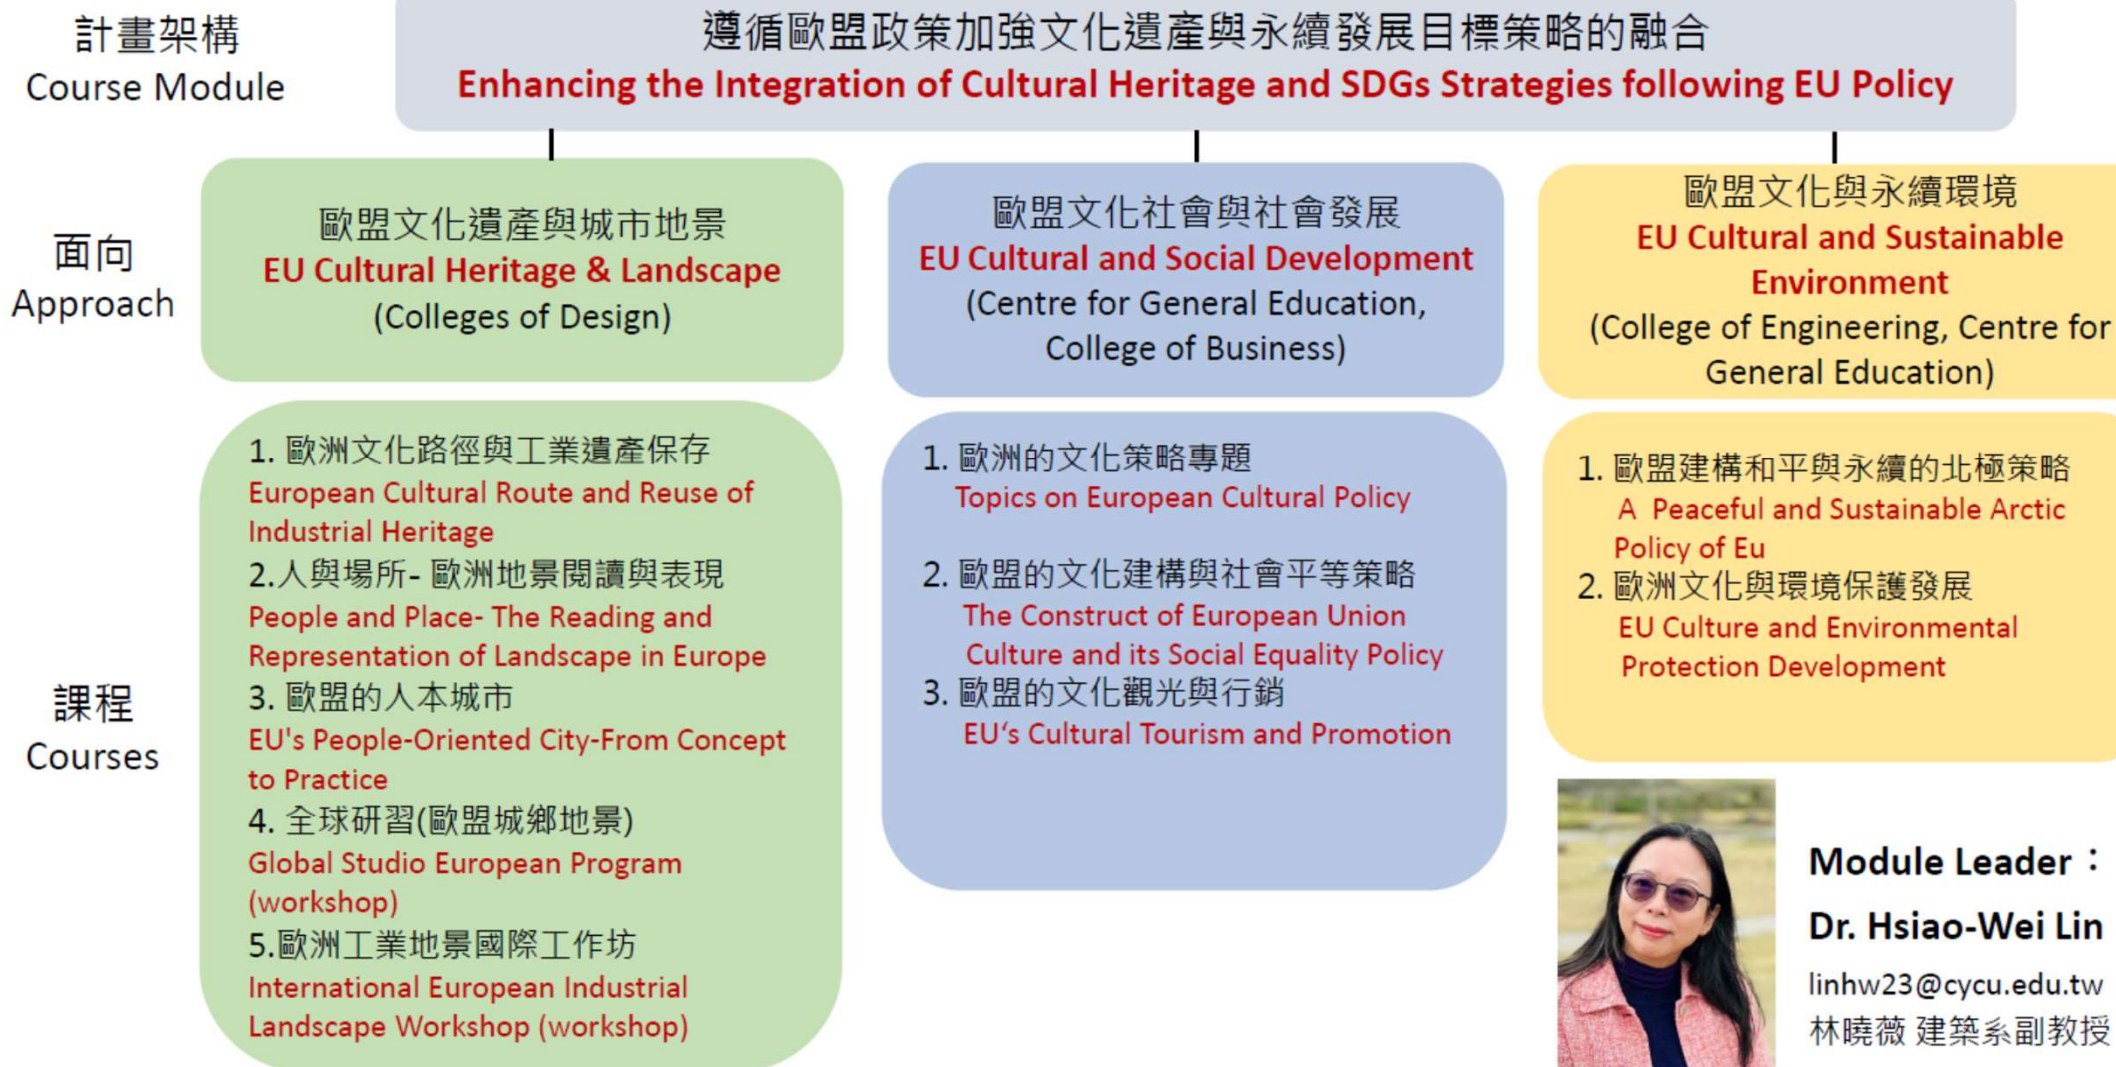 計畫架構
Course Module
遵循歐盟政策加強文化遺產與永續發展目標策略的融合
Enhancing the Integration of Cultural Heritage and SDGs Strategies following EU Policy
面向
Approach
歐盟文化遺產與城市地景
EU Cultural Heritage & Landscape
(Colleges of Design)
歐盟文化社會與社會發展
EU Cultural and Social Development
(Centre for General Education,
College of Business)
歐盟文化與永續環境
EU Cultural and Sustainable
Environment
(College of Engineering, Centre for
General Education)
課程
Courses
1. 歐洲文化路徑與工業遺產保存
European Cultural Route and Reuse of
Industrial Heritage
2.人與場所- 歐洲地景閱讀與表現
People and Place- The Reading and
Representation of Landscape in Europe
3. 歐盟的人本城市
EU's People-Oriented City-From Concept
to Practice
4. 全球研習(歐盟城鄉地景)
Global Studio European Program
(workshop)
5.歐洲工業地景國際工作坊
International European Industrial
Landscape Workshop (workshop)
1. 歐洲的文化策略專題
Topics on European Cultural Policy
2. 歐盟的文化建構與社會平等策略
The Construct of European Union
Culture and its Social Equality Policy
3. 歐盟的文化觀光與行銷
EU‘s Cultural Tourism and Promotion
1. 歐盟建構和平與永續的北極策略
A Peaceful and Sustainable Arctic
Policy of Eu
2. 歐洲文化與環境保護發展
EU Culture and Environmental
Protection Development
Module Leader：
Dr. Hsiao-Wei Lin
linhw23@cycu.edu.tw
林曉薇 建築系副教授